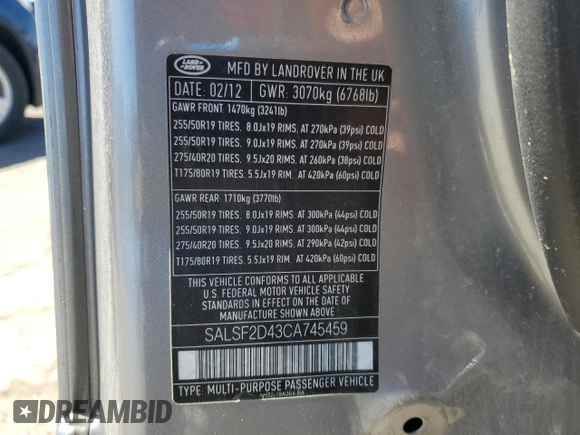 LAND ROVER
MFD BY LANDROVER IN THE UK
DATE: 02/12 GWR: 3070kg (6768lb)
GAWR FRONT: 1470kg (3241lb)
255/50R19 TIRES, 8.0Jx19 RIMS, AT 270kPa (39psi) COLD
255/50R19 TIRES, 9.0Jx19 RIMS, AT 270kPa (39psi) COLD
275/40R20 TIRES, 9.5Jx20 RIMS, AT 260kPa (38psi) COLD
T175/80R19 TIRES, 5.5Jx19 RIM, AT 420kPa (60psi) COLD
GAWR REAR: 1710kg (3770lb)
255/50R19 TIRES, 8.0Jx19 RIMS, AT 300kPa (44psi) COLD
255/50R19 TIRES, 9.0Jx19 RIMS, AT 300kPa (44psi) COLD
275/40R20 TIRES, 9.5Jx20 RIMS, AT 290kPa (42psi) COLD
T175/80R19 TIRES, 5.5Jx19 RIM, AT 420kPa (60psi) COLD
THIS VEHICLE CONFORMS TO ALL APPLICABLE
U.S. FEDERAL MOTOR VEHICLE SAFETY
STANDARDS IN EFFECT ON THE DATE OF
MANUFACTURE SHOWN ABOVE
SALSF2D43CA745459
TYPE: MULTI-PURPOSE PASSENGER VEHICLE
DREAMBID